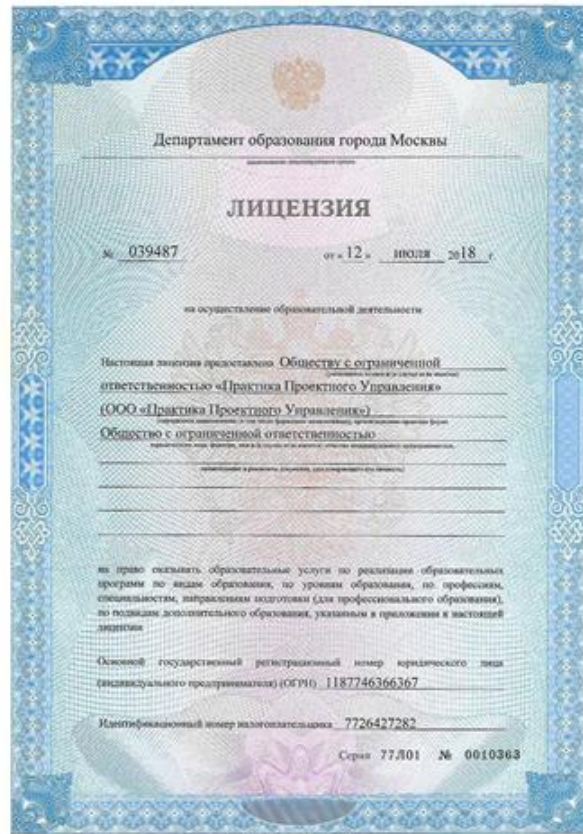 Департамент образования города Москвы
наименование лицензирующего органа
ЛИЦЕНЗИЯ
№ 039487 от « 12 » июля 2018 г.
на осуществление образовательной деятельности
Настоящая лицензия предоставлена Обществу с ограниченной
ответственностью «Практика Проектного Управления»
(ООО «Практика Проектного Управления»)
Общество с ограниченной ответственностью
на право оказывать образовательные услуги по реализации образовательных
программ по видам образования, по уровням образования, по профессиям,
специальностям, направлениям подготовки (для профессионального образования),
по подвидам дополнительного образования, указанным в приложении к настоящей
лицензии
Основной государственный регистрационный номер юридического лица
(индивидуального предпринимателя) (ОГРН) 1187746366367
Идентификационный номер налогоплательщика 7726427282
Серия 77Л01 № 0010363